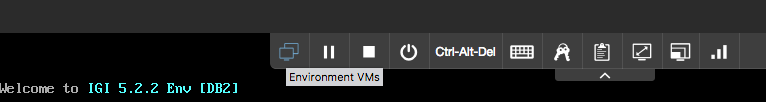 Ctrl-Alt-Del
Environment VMs
Welcome to IGI 5.2.2 Env [DB2]